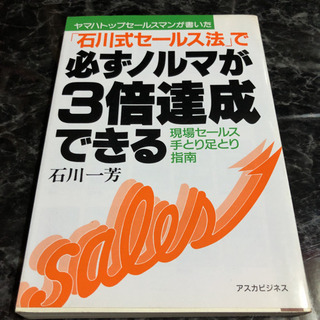 ヤマハトップセールスマンが書いた
「石川式セールス法」で
必ずノルマが
3倍達成
できる
現場セールス
手とり足とり
指南
石川一芳
sales
アスカビジネス